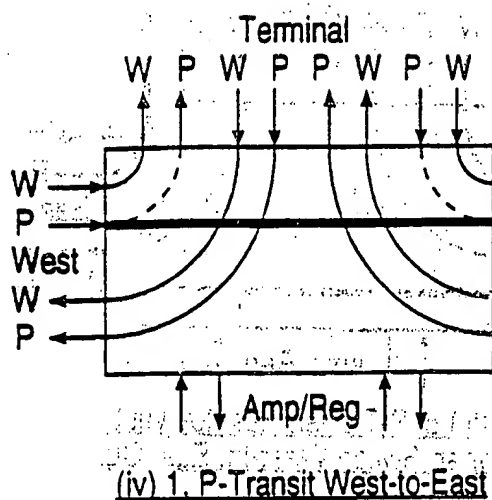 Terminal
W P W P P W P W
W
P
West
W
P
Amp/Reg
(iv) 1. P-Transit West-to-East